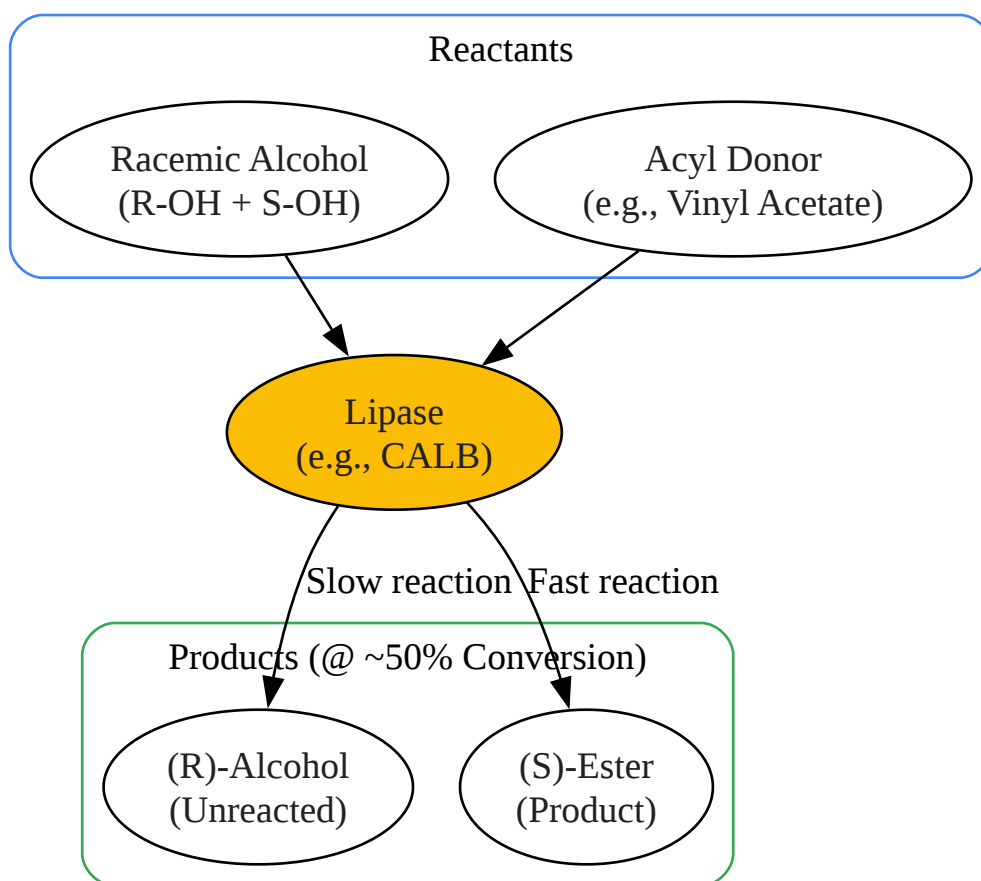 Reactants
Racemic Alcohol
(R-OH + S-OH)
Acyl Donor
(e.g., Vinyl Acetate)
Lipase
(e.g., CALB)
Slow reaction
Fast reaction
Products (@ ~50% Conversion)
(R)-Alcohol
(Unreacted)
(S)-Ester
(Product)